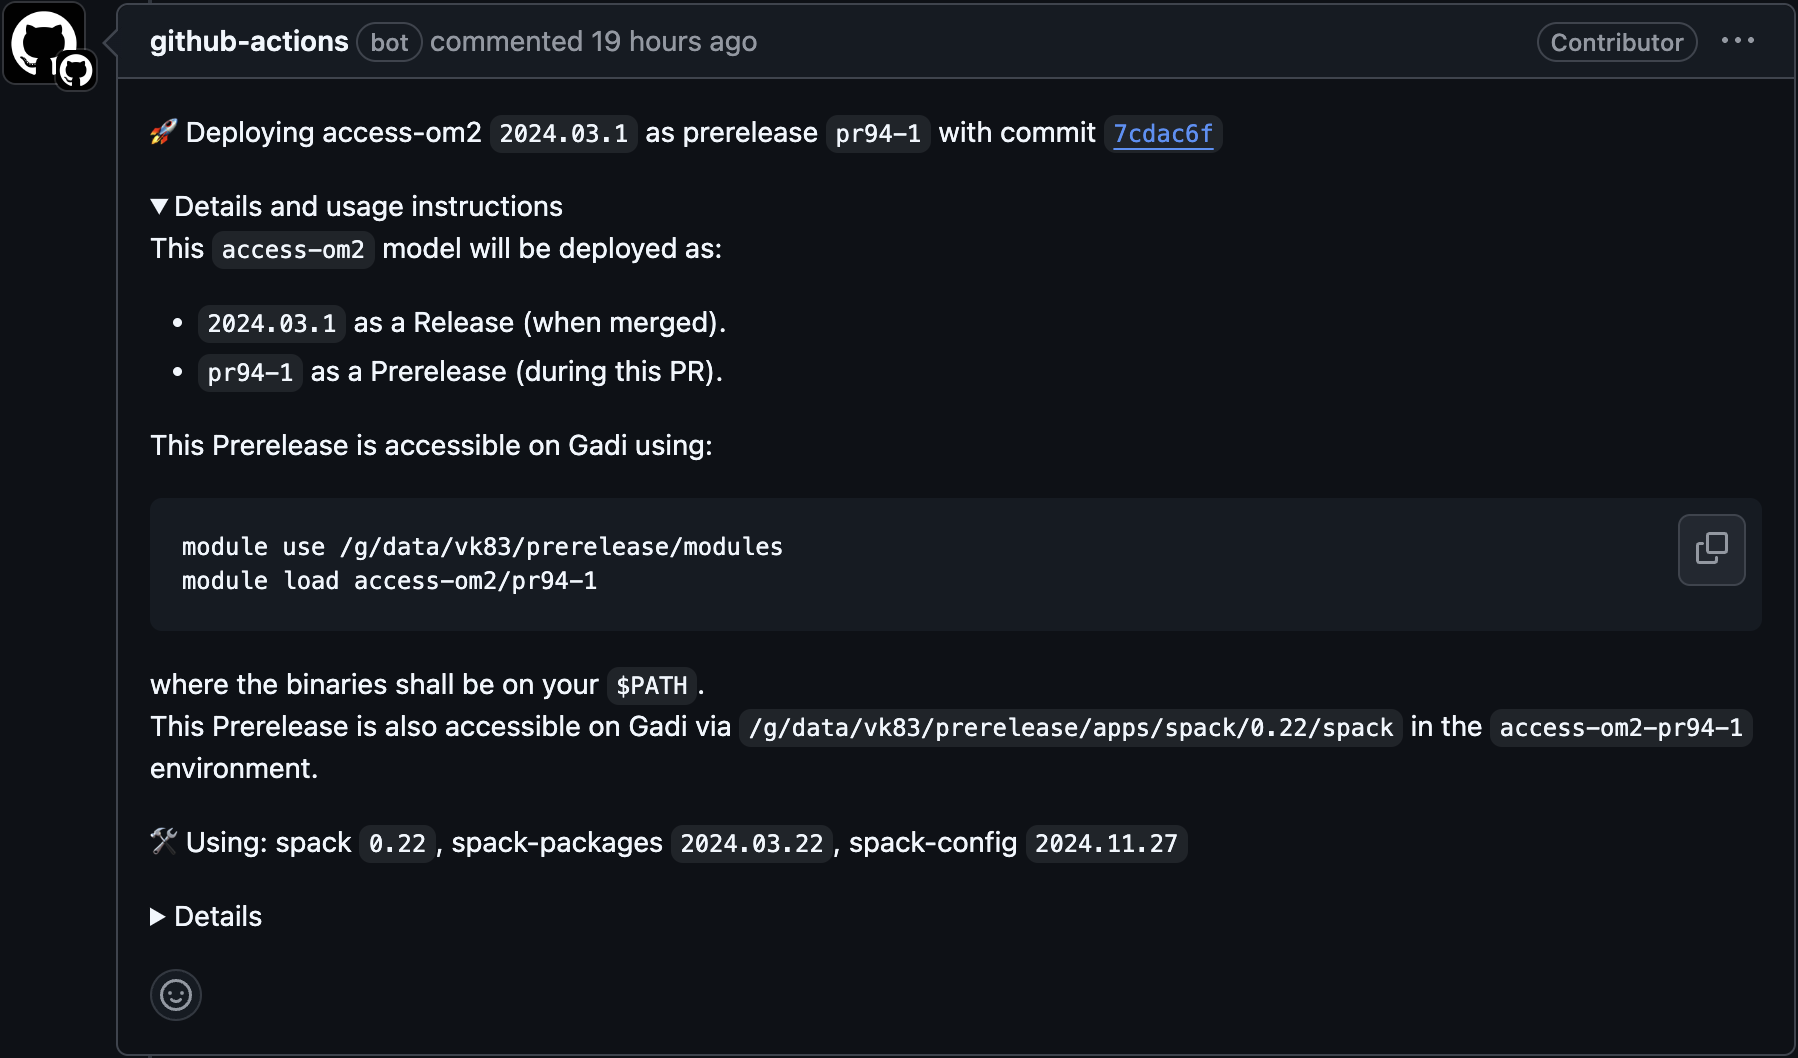 github-actions bot commented 19 hours ago Contributor ...
🚀 Deploying access-om2 2024.03.1 as prerelease pr94-1 with commit 7cdac6f
▼ Details and usage instructions
This access-om2 model will be deployed as:
• 2024.03.1 as a Release (when merged).
• pr94-1 as a Prerelease (during this PR).
This Prerelease is accessible on Gadi using:
module use /g/data/vk83/prerelease/modules
module load access-om2/pr94-1
where the binaries shall be on your $PATH.
This Prerelease is also accessible on Gadi via /g/data/vk83/prerelease/apps/spack/0.22/spack in the access-om2-pr94-1
environment.
🛠 Using: spack 0.22, spack-packages 2024.03.22, spack-config 2024.11.27
▶ Details